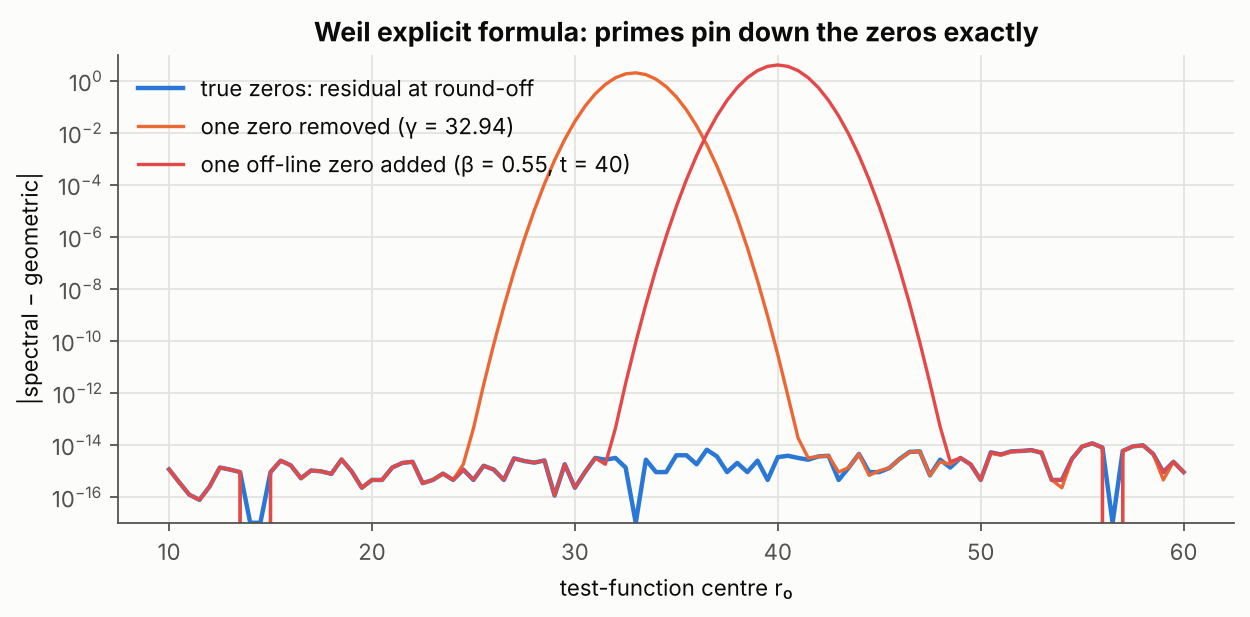 Weil explicit formula: primes pin down the zeros exactly
true zeros: residual at round-off
one zero removed (γ = 32.94)
one off-line zero added (β = 0.55, t = 40)
|spectral − geometric|
10⁰
10⁻²
10⁻⁴
10⁻⁶
10⁻⁸
10⁻¹⁰
10⁻¹²
10⁻¹⁴
10⁻¹⁶
10 20 30 40 50 60
test-function centre r₀